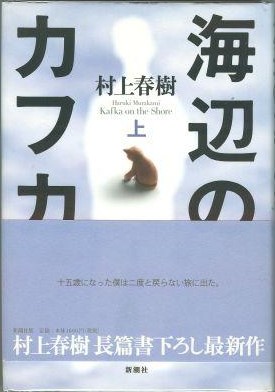 海辺の
カフカ
村上春樹
Haruki Murakami
Kafka on the Shore
上
十五歳になった僕は二度と戻らない旅に出た。
村上春樹 長篇書下ろし最新作
新潮社